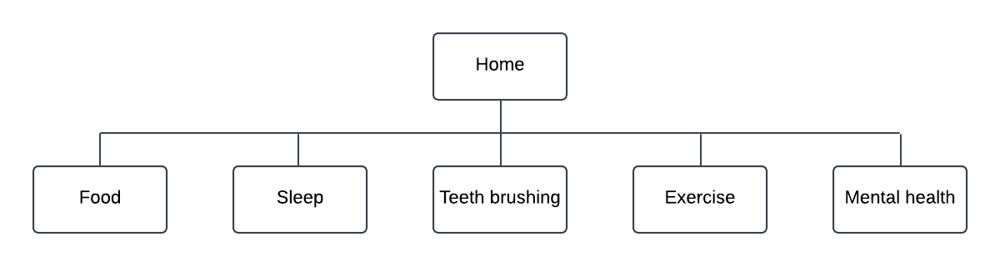 Home
Food
Sleep
Teeth brushing
Exercise
Mental health